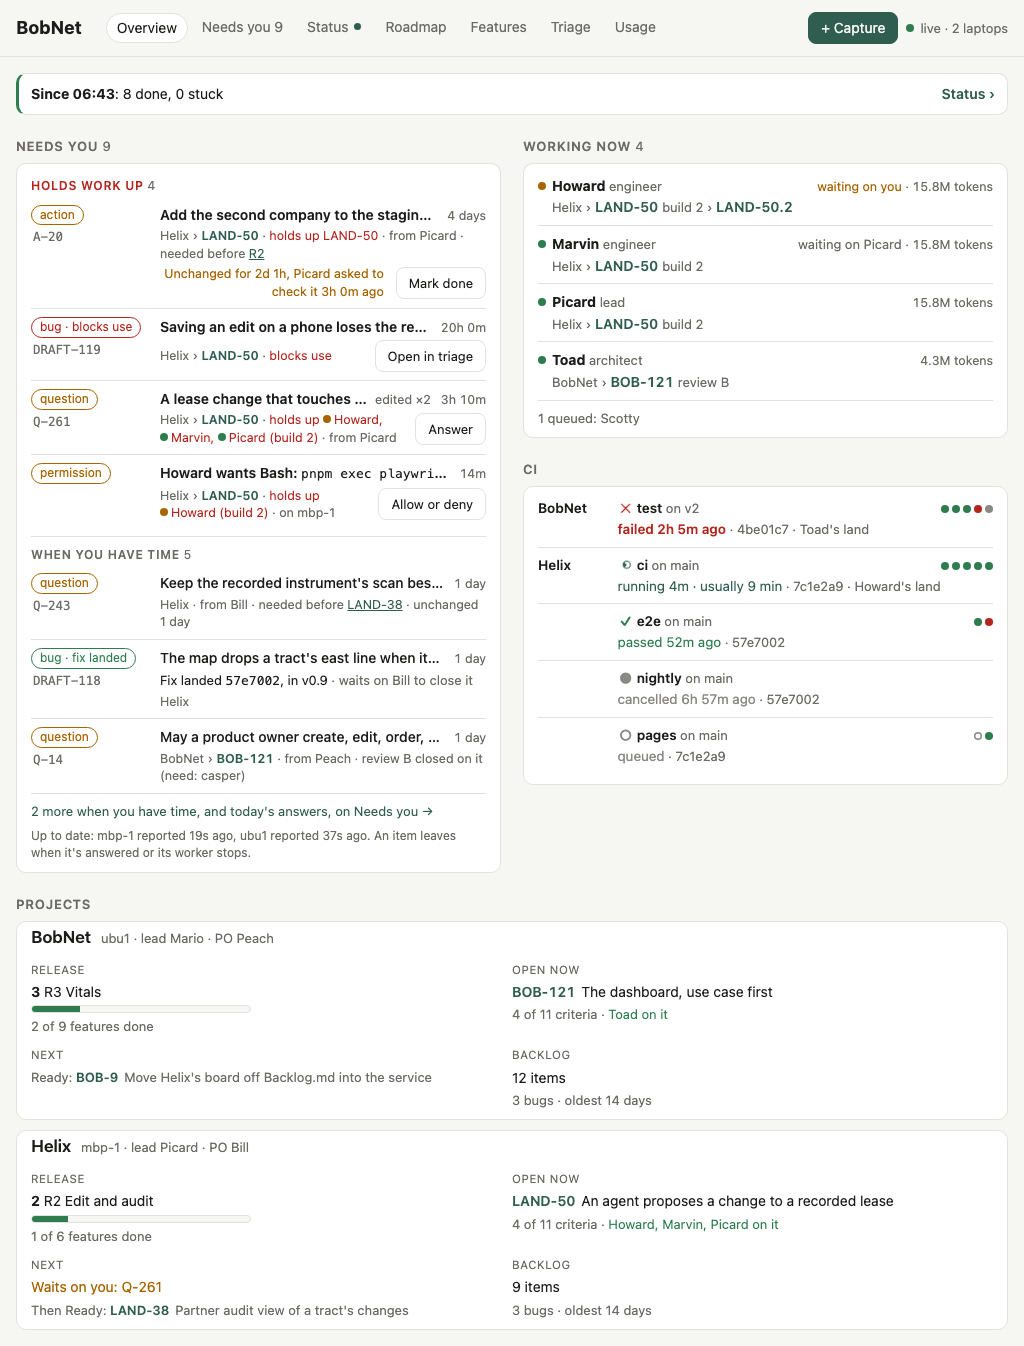 BobNet
Overview
Needs you 9
Status
Roadmap
Features
Triage
Usage
+ Capture
live · 2 laptops
Since 06:43: 8 done, 0 stuck
Status ›
NEEDS YOU 9
HOLDS WORK UP 4
action
Add the second company to the stagin...
4 days
A-20
Helix › LAND-50 · holds up LAND-50 · from Picard ·
needed before R2
Unchanged for 2d 1h, Picard asked to
check it 3h 0m ago
Mark done
bug · blocks use
Saving an edit on a phone loses the re...
20h 0m
DRAFT-119
Helix › LAND-50 · blocks use
Open in triage
question
A lease change that touches ...
edited ×2
3h 10m
Q-261
Helix › LAND-50 · holds up Howard,
Marvin, Picard (build 2) · from Picard
Answer
permission
Howard wants Bash: pnpm exec playwri...
14m
Helix › LAND-50 · holds up
Howard (build 2) · on mbp-1
Allow or deny
WHEN YOU HAVE TIME 5
question
Keep the recorded instrument's scan bes...
1 day
Q-243
Helix · from Bill · needed before LAND-38 · unchanged
1 day
bug · fix landed
The map drops a tract's east line when it...
1 day
DRAFT-118
Fix landed 57e7002, in v0.9 · waits on Bill to close it
Helix
question
May a product owner create, edit, order, ...
1 day
Q-14
BobNet › BOB-121 · from Peach · review B closed on it
(need: casper)
2 more when you have time, and today's answers, on Needs you →
Up to date: mbp-1 reported 19s ago, ubu1 reported 37s ago. An item leaves
when it's answered or its worker stops.
WORKING NOW 4
Howard engineer
waiting on you · 15.8M tokens
Helix › LAND-50 build 2 › LAND-50.2
Marvin engineer
waiting on Picard · 15.8M tokens
Helix › LAND-50 build 2
Picard lead
15.8M tokens
Helix › LAND-50 build 2
Toad architect
4.3M tokens
BobNet › BOB-121 review B
1 queued: Scotty
CI
BobNet
test on v2
failed 2h 5m ago · 4be01c7 · Toad's land
Helix
ci on main
running 4m · usually 9 min · 7c1e2a9 · Howard's land
e2e on main
passed 52m ago · 57e7002
nightly on main
cancelled 6h 57m ago · 57e7002
pages on main
queued · 7c1e2a9
PROJECTS
BobNet ubu1 · lead Mario · PO Peach
RELEASE
3 R3 Vitals
2 of 9 features done
OPEN NOW
BOB-121 The dashboard, use case first
4 of 11 criteria · Toad on it
NEXT
Ready: BOB-9 Move Helix's board off Backlog.md into the service
BACKLOG
12 items
3 bugs · oldest 14 days
Helix mbp-1 · lead Picard · PO Bill
RELEASE
2 R2 Edit and audit
1 of 6 features done
OPEN NOW
LAND-50 An agent proposes a change to a recorded lease
4 of 11 criteria · Howard, Marvin, Picard on it
NEXT
Waits on you: Q-261
Then Ready: LAND-38 Partner audit view of a tract's changes
BACKLOG
9 items
3 bugs · oldest 14 days